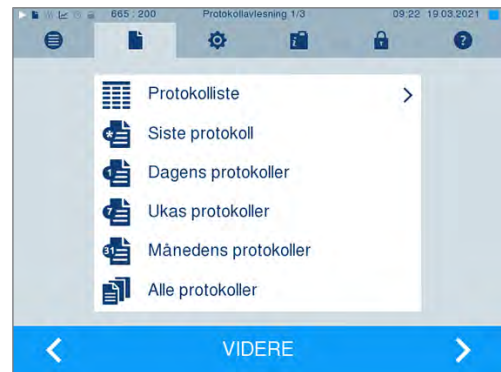 665 : 200 Protokollavlesning 1/3 09:22 19.03.2021
Protokolliste
Siste protokoll
Dagens protokoller
Ukas protokoller
Månedens protokoller
Alle protokoller
VIDERE